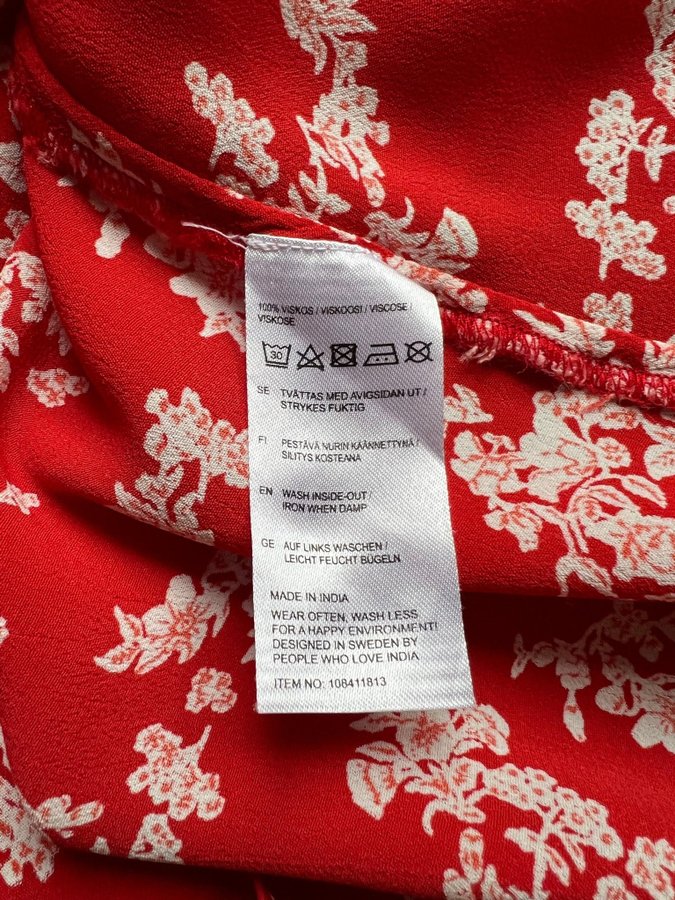 100% VISKOS / VISKOOSI / VISCOSE /
VISKOSE
30
SE TVÄTTAS MED AVIGSIDAN UT /
STRYKES FUKTIG
FI PESTÄVÄ NURIN KÄÄNNETTYNÄ /
SILITYS KOSTEANA
EN WASH INSIDE-OUT /
IRON WHEN DAMP
GE AUF LINKS WASCHEN /
LEICHT FEUCHT BÜGELN
MADE IN INDIA
WEAR OFTEN, WASH LESS
FOR A HAPPY ENVIRONMENT!
DESIGNED IN SWEDEN BY
PEOPLE WHO LOVE INDIA
ITEM NO: 108411813